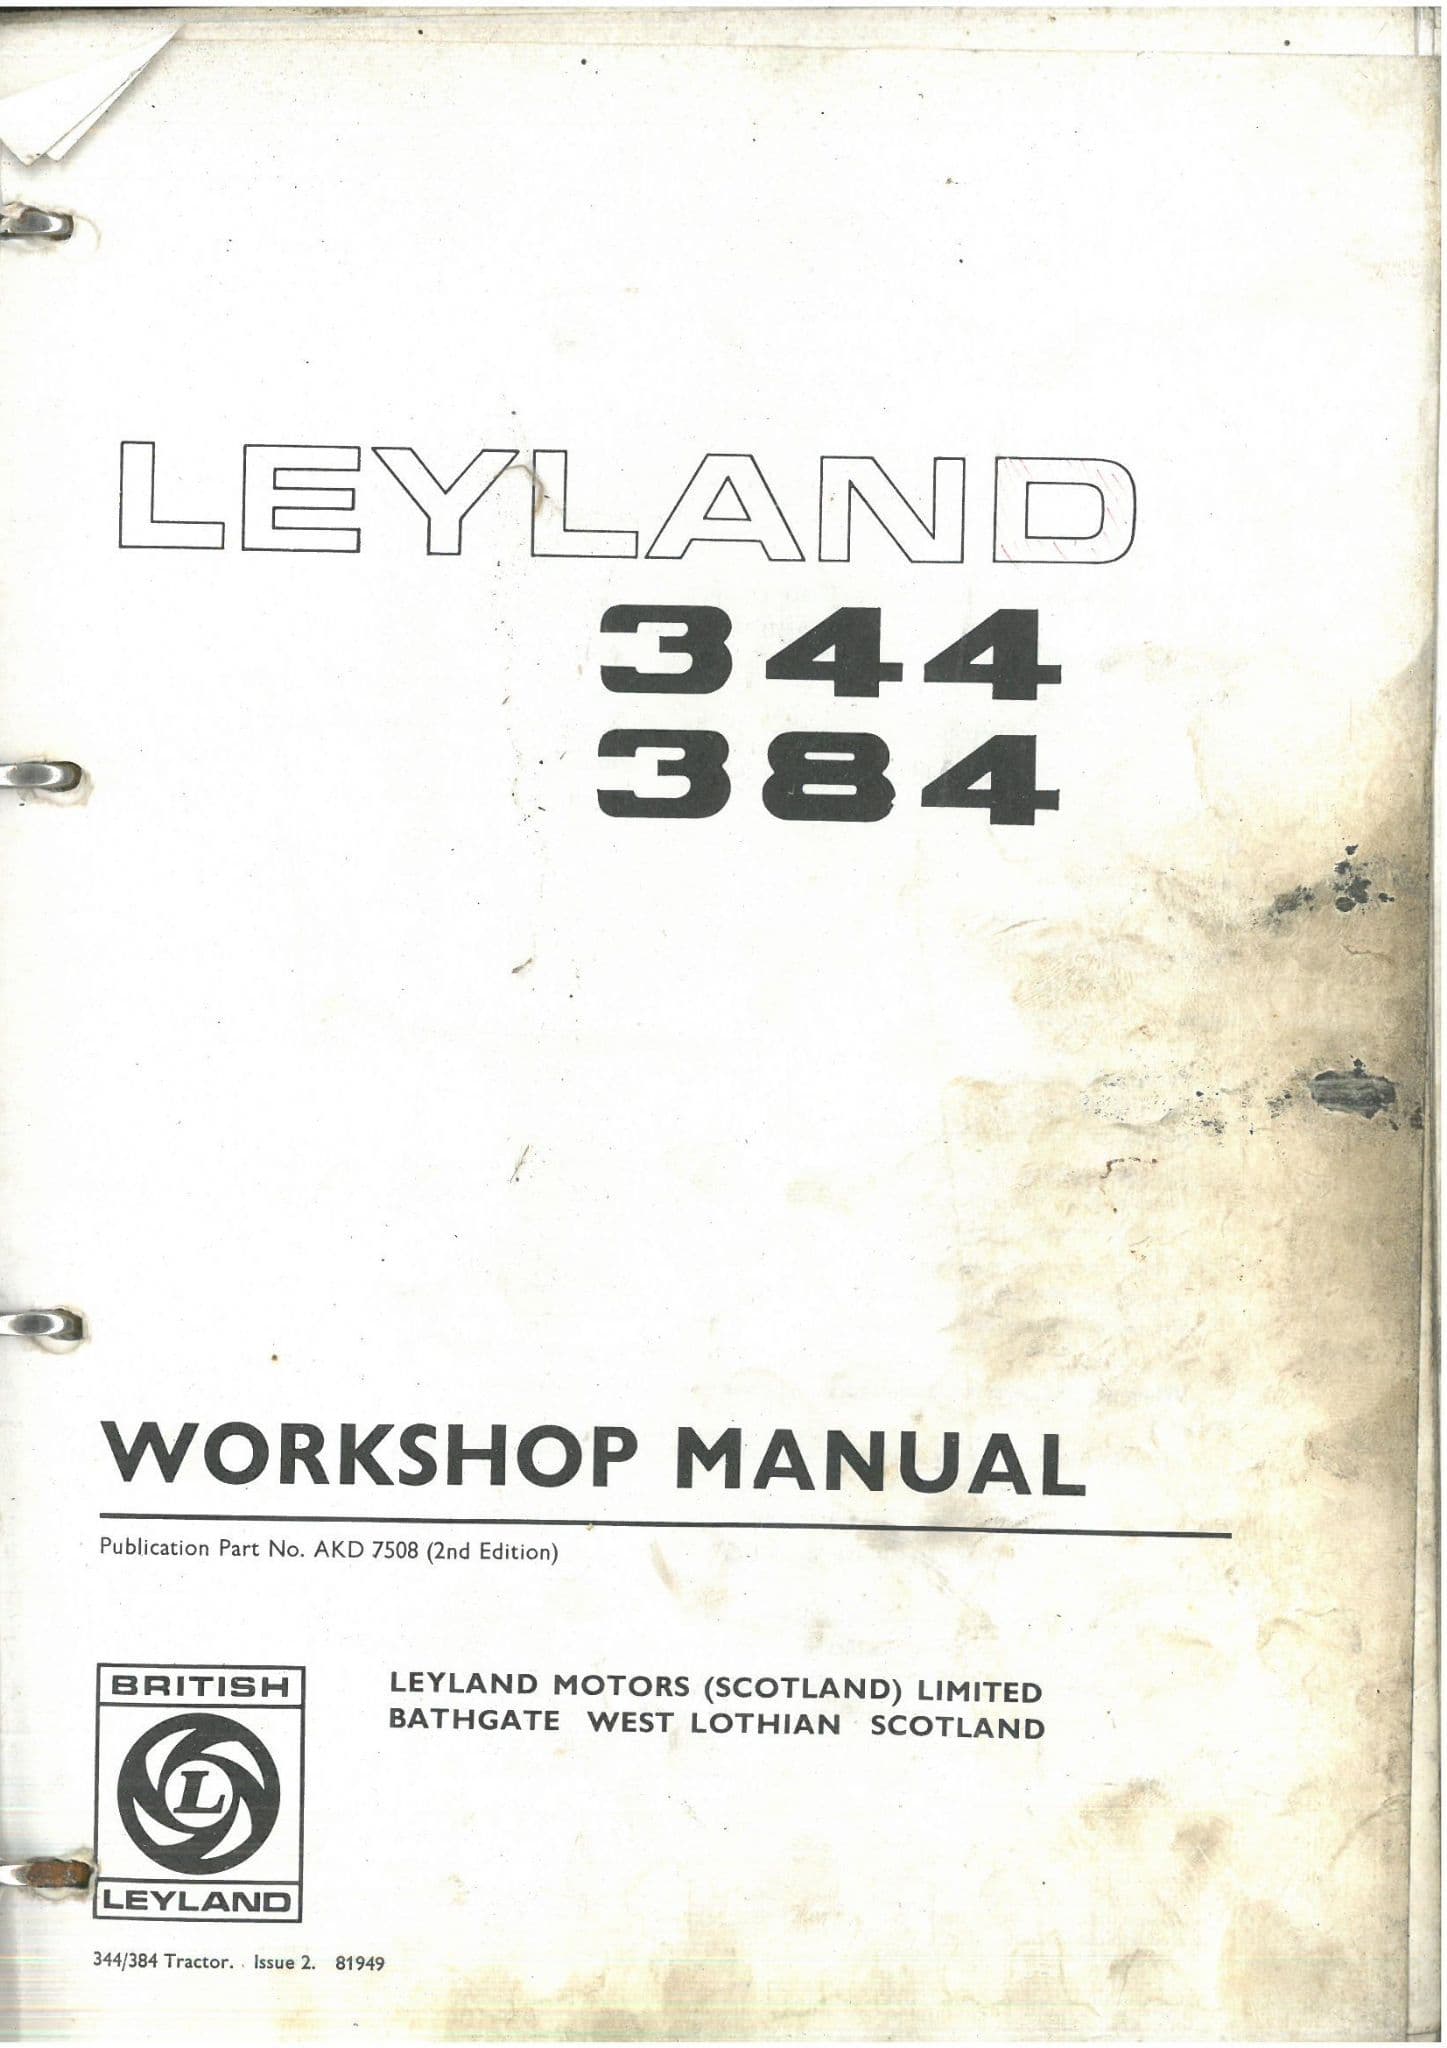 LEYLAND
344
384
WORKSHOP MANUAL
Publication Part No. AKD 7508 (2nd Edition)
BRITISH
L
LEYLAND
LEYLAND MOTORS (SCOTLAND) LIMITED
BATHGATE WEST LOTHIAN SCOTLAND
344/384 Tractor. Issue 2. 81949